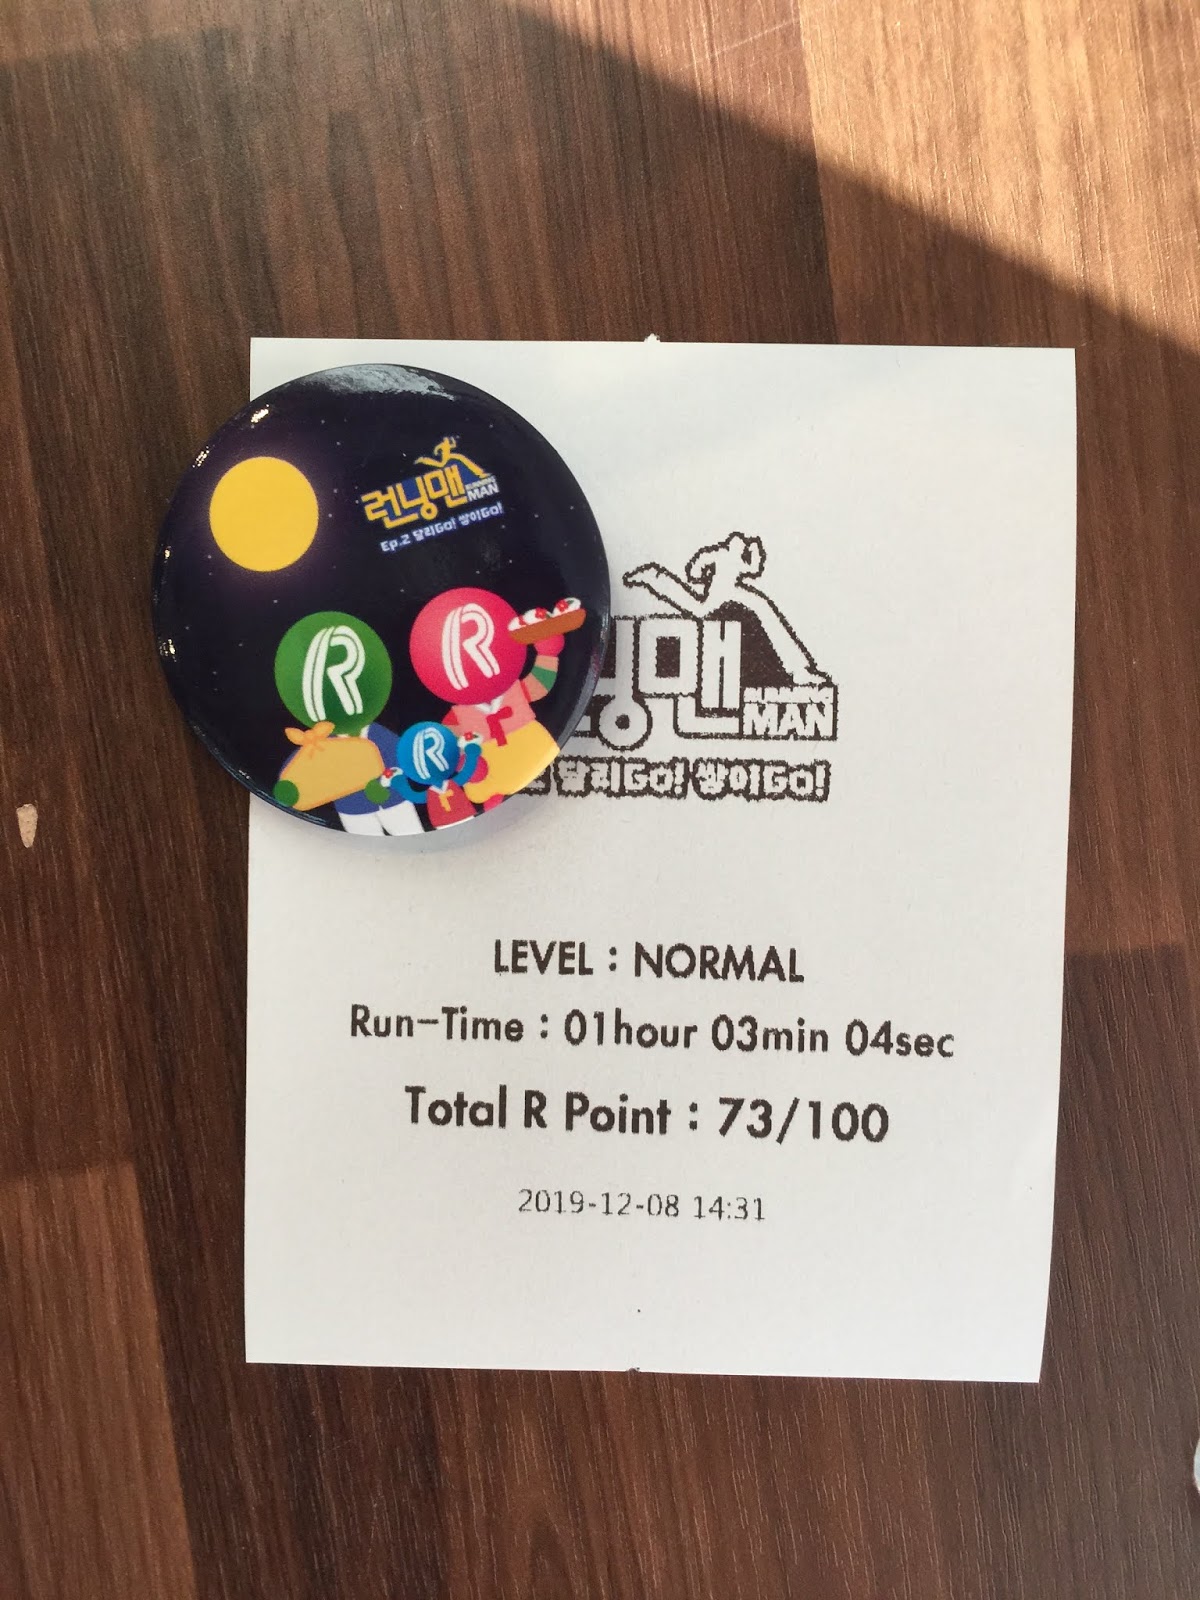 런닝맨
RUNNING
MAN
Ep.2 달리GO! 쌓이GO!
R
R
R
닝맨
RUNNING
MAN
달리GO! 쌓이GO!
LEVEL : NORMAL
Run-Time : 01hour 03min 04sec
Total R Point : 73/100
2019-12-08 14:31